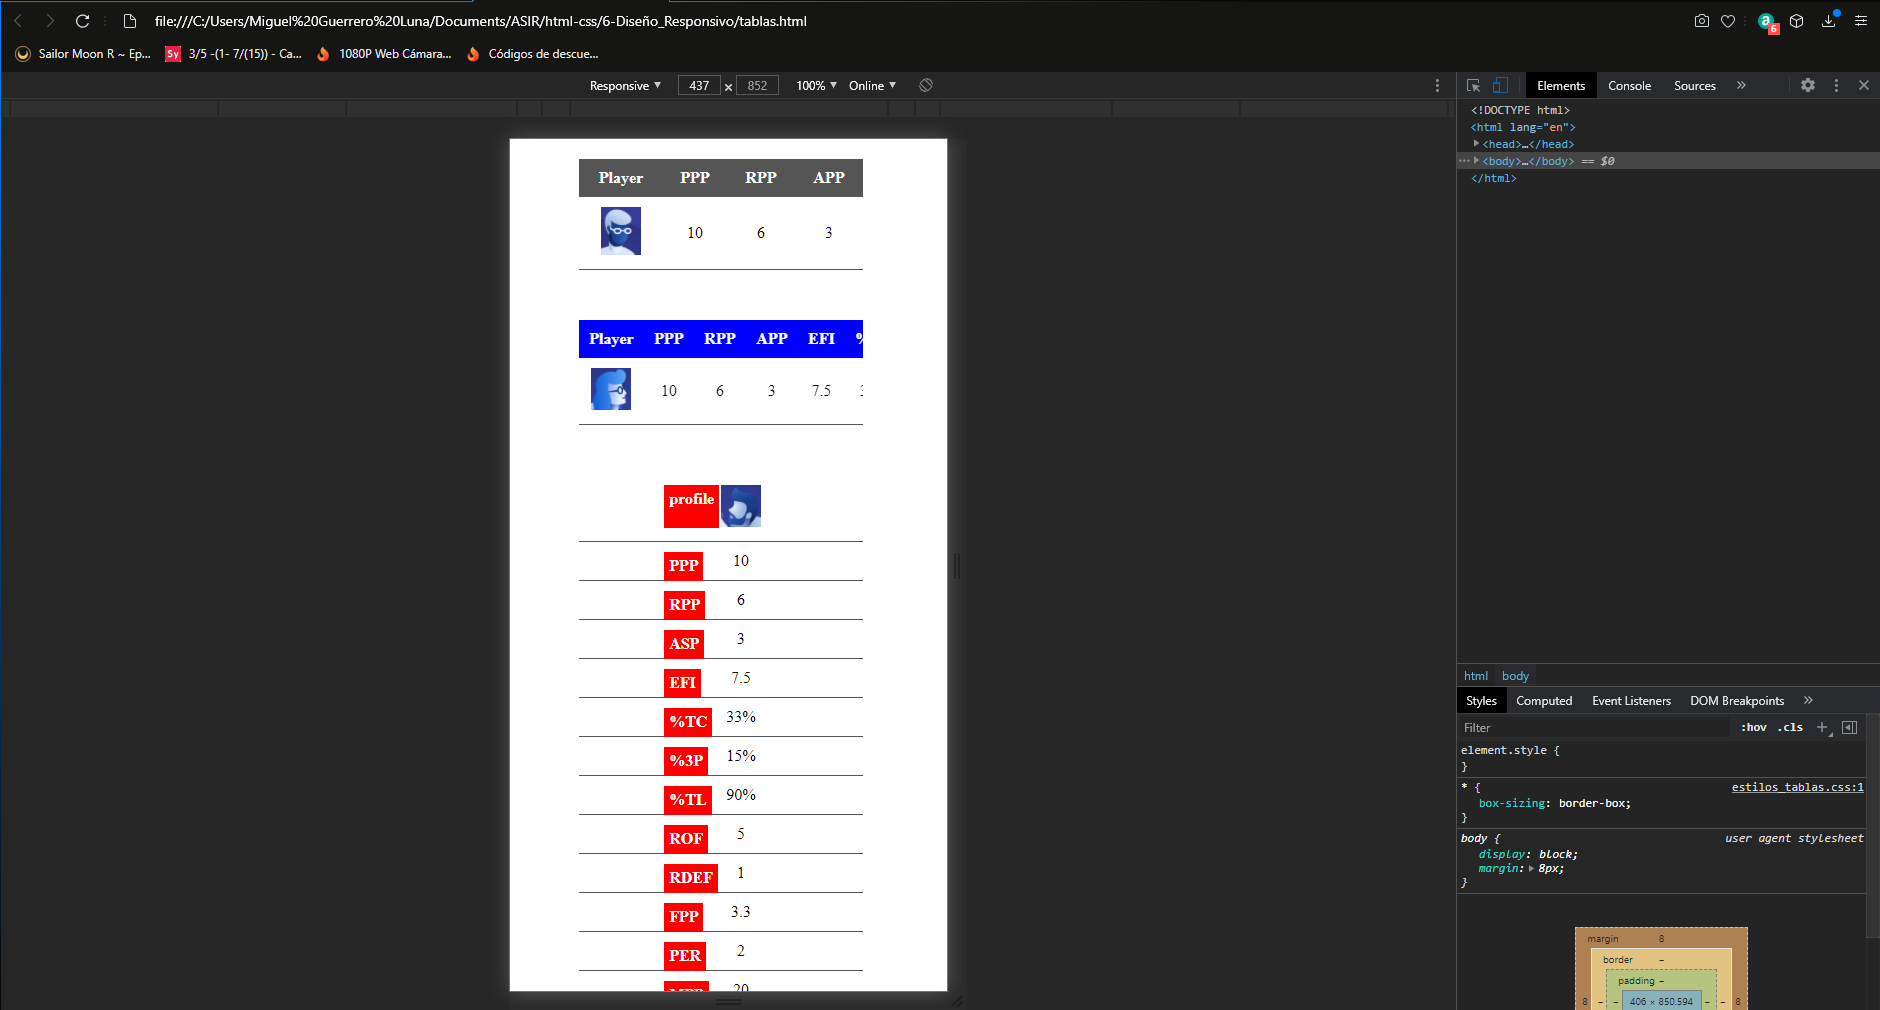 file:///C:/Users/Miguel%20Guerrero%20Luna/Documents/ASIR/html-css/6-Diseño_Responsivo/tablas.html
6
Sailor Moon R ~ Ep... Sy 3/5 -(1- 7/(15)) - Ca... 1080P Web Cámara... Códigos de descue...
Responsive ▼ 437 × 852 100% ▼ Online ▼
Elements Console Sources »
<!DOCTYPE html>
<html lang="en">
▶<head>…</head>
…▶<body>…</body> == $0
</html>
Player PPP RPP APP
10 6 3
Player PPP RPP APP EFI
10 6 3 7.5
profile
PPP 10
RPP 6
ASP 3
EFI 7.5
%TC 33%
%3P 15%
%TL 90%
ROF 5
RDEF 1
FPP 3.3
PER 2
20
html body
Styles Computed Event Listeners DOM Breakpoints »
Filter :hov .cls +
element.style {
}
* { estilos_tablas.css:1
box-sizing: border-box;
}
body { user agent stylesheet
display: block;
margin:▶8px;
}
margin 8
border –
padding –
8 – – 406 × 850.594 – – 8